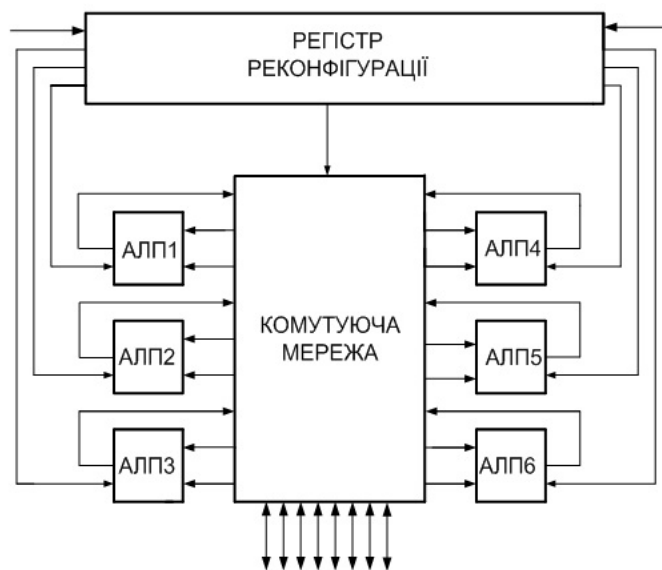 РЕГІСТР
РЕКОНФІГУРАЦІЇ
АЛП1
АЛП4
КОМУТУЮЧА
МЕРЕЖА
АЛП2
АЛП5
АЛП3
АЛП6